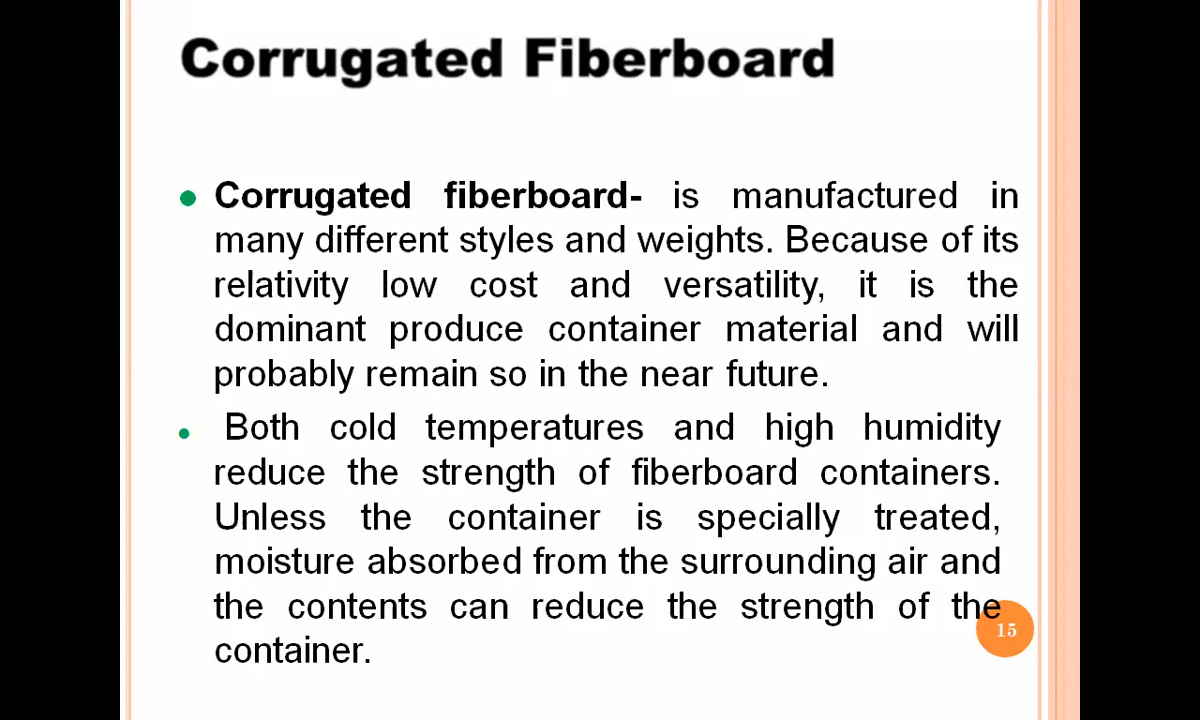 Corrugated Fiberboard
• Corrugated fiberboard- is manufactured in
many different styles and weights. Because of its
relativity low cost and versatility, it is the
dominant produce container material and will
probably remain so in the near future.
• Both cold temperatures and high humidity
reduce the strength of fiberboard containers.
Unless the container is specially treated,
moisture absorbed from the surrounding air and
the contents can reduce the strength of the
container.
15